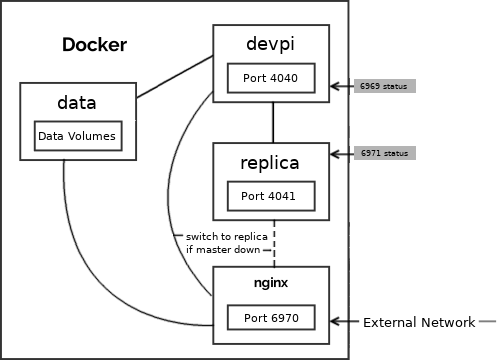 Docker
devpi
Port 4040
6969 status
data
Data Volumes
6971 status
replica
Port 4041
switch to replica
if master down
nginx
Port 6970
External Network